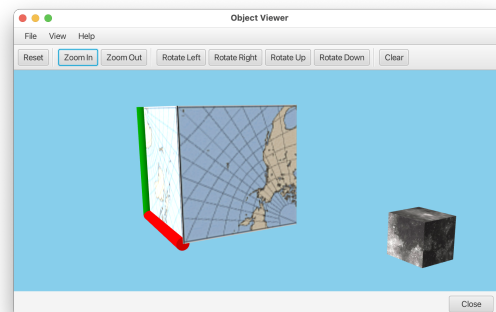 Object Viewer
File View Help
Reset Zoom In Zoom Out Rotate Left Rotate Right Rotate Up Rotate Down Clear
Close